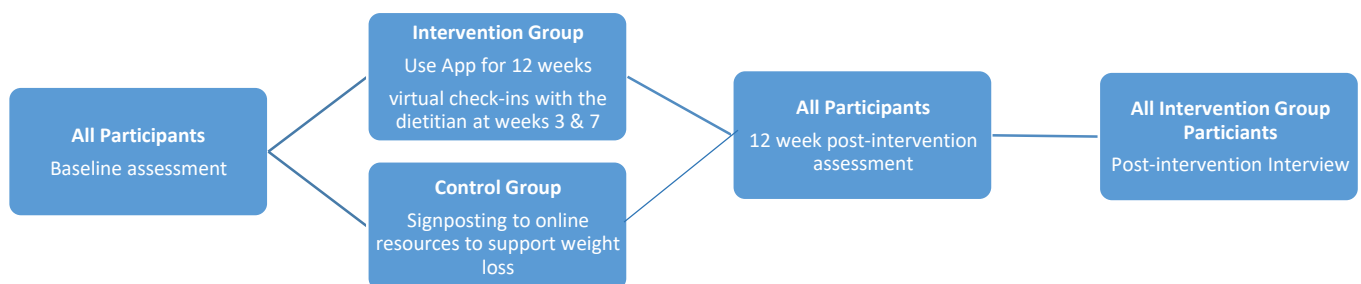 All Participants
Baseline assessment
Intervention Group
Use App for 12 weeks
virtual check-ins with the
dietitian at weeks 3 & 7
Control Group
Signposting to online
resources to support weight
loss
All Participants
12 week post-intervention
assessment
All Intervention Group
Particiants
Post-intervention Interview